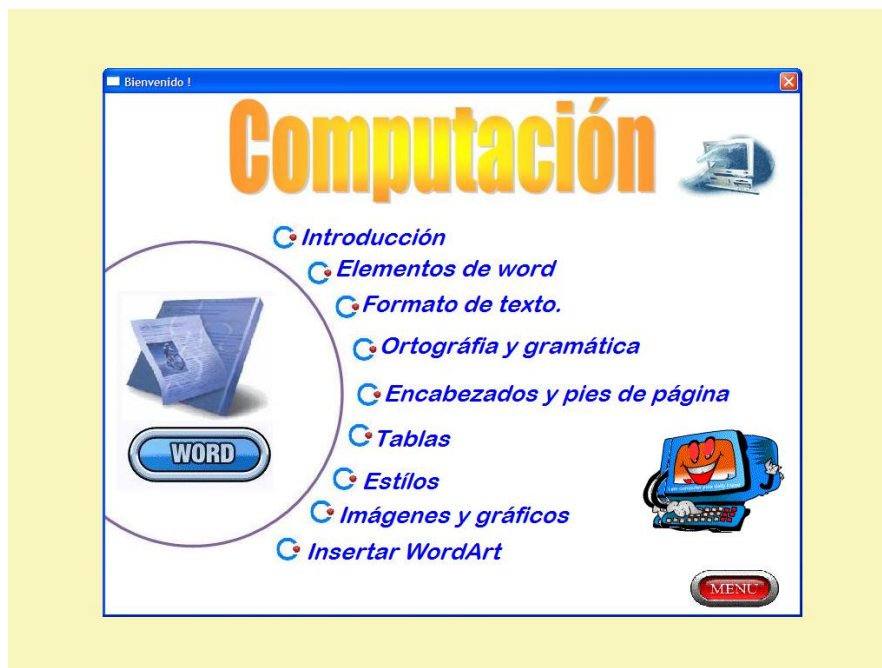 Bienvenido !
Computación
Introducción
Elementos de word
Formato de texto.
Ortográfia y gramática
Encabezados y pies de página
Tablas
WORD
Estílos
Imágenes y gráficos
Insertar WordArt
MENU